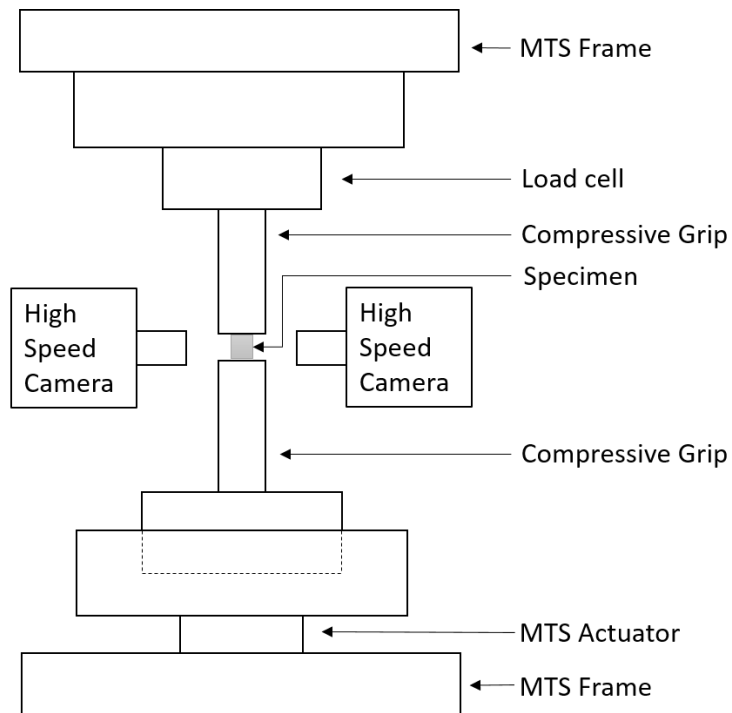 MTS Frame
Load cell
Compressive Grip
Specimen
High
Speed
Camera
High
Speed
Camera
Compressive Grip
MTS Actuator
MTS Frame